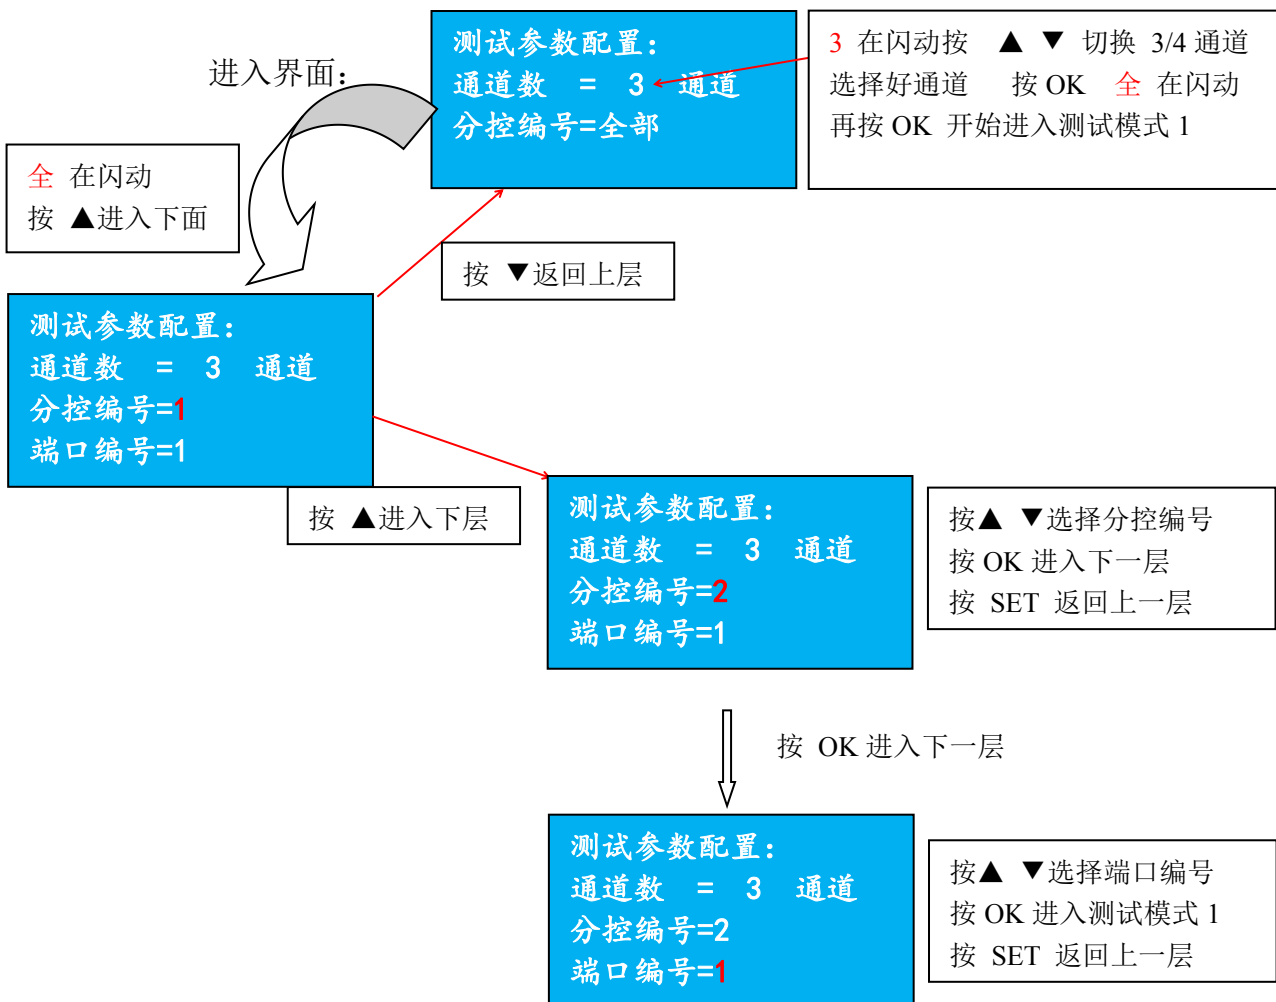 进入界面：
测试参数配置：
通道数 = 3 通道
分控编号=全部
3 在闪动按 ▲ ▼ 切换 3/4 通道
选择好通道 按 OK 全 在闪动
再按 OK 开始进入测试模式 1
全 在闪动
按 ▲进入下面
按 ▼返回上层
测试参数配置：
通道数 = 3 通道
分控编号=1
端口编号=1
按 ▲进入下层
测试参数配置：
通道数 = 3 通道
分控编号=2
端口编号=1
按▲ ▼选择分控编号
按 OK 进入下一层
按 SET 返回上一层
按 OK 进入下一层
测试参数配置：
通道数 = 3 通道
分控编号=2
端口编号=1
按▲ ▼选择端口编号
按 OK 进入测试模式 1
按 SET 返回上一层